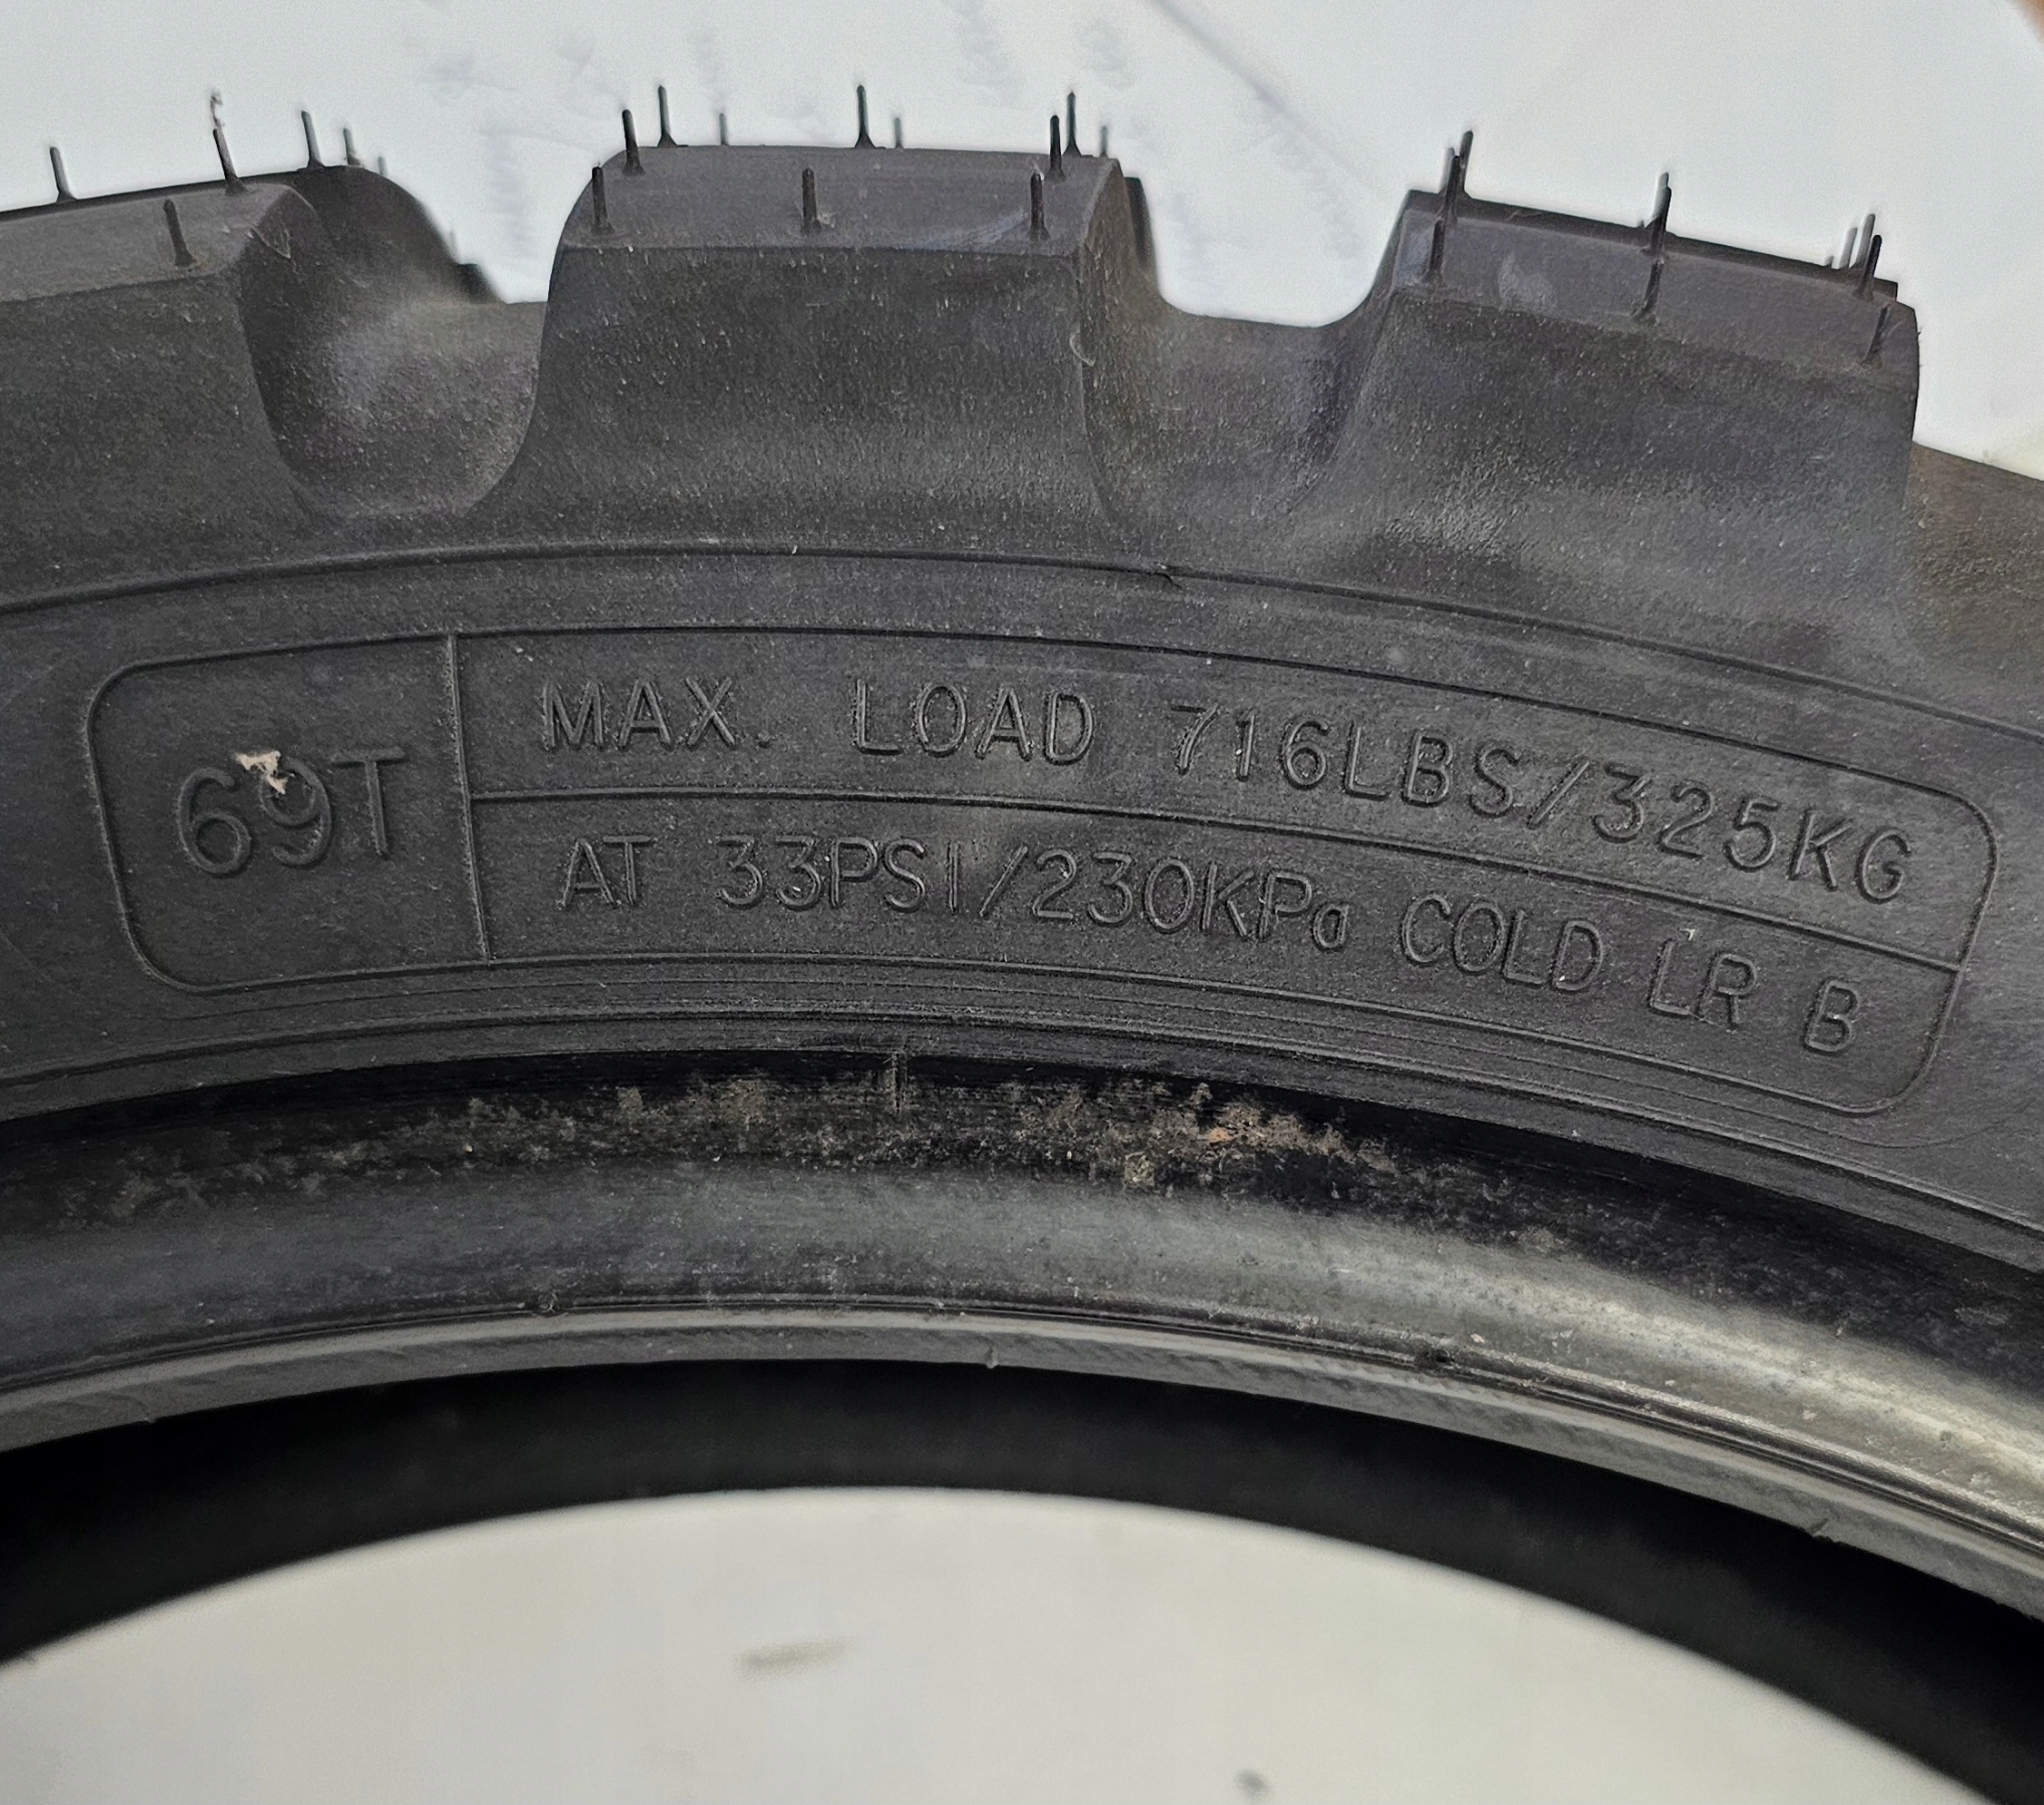 69T
MAX. LOAD 716LBS/325KG
AT 33PSI/230KPa COLD LR B